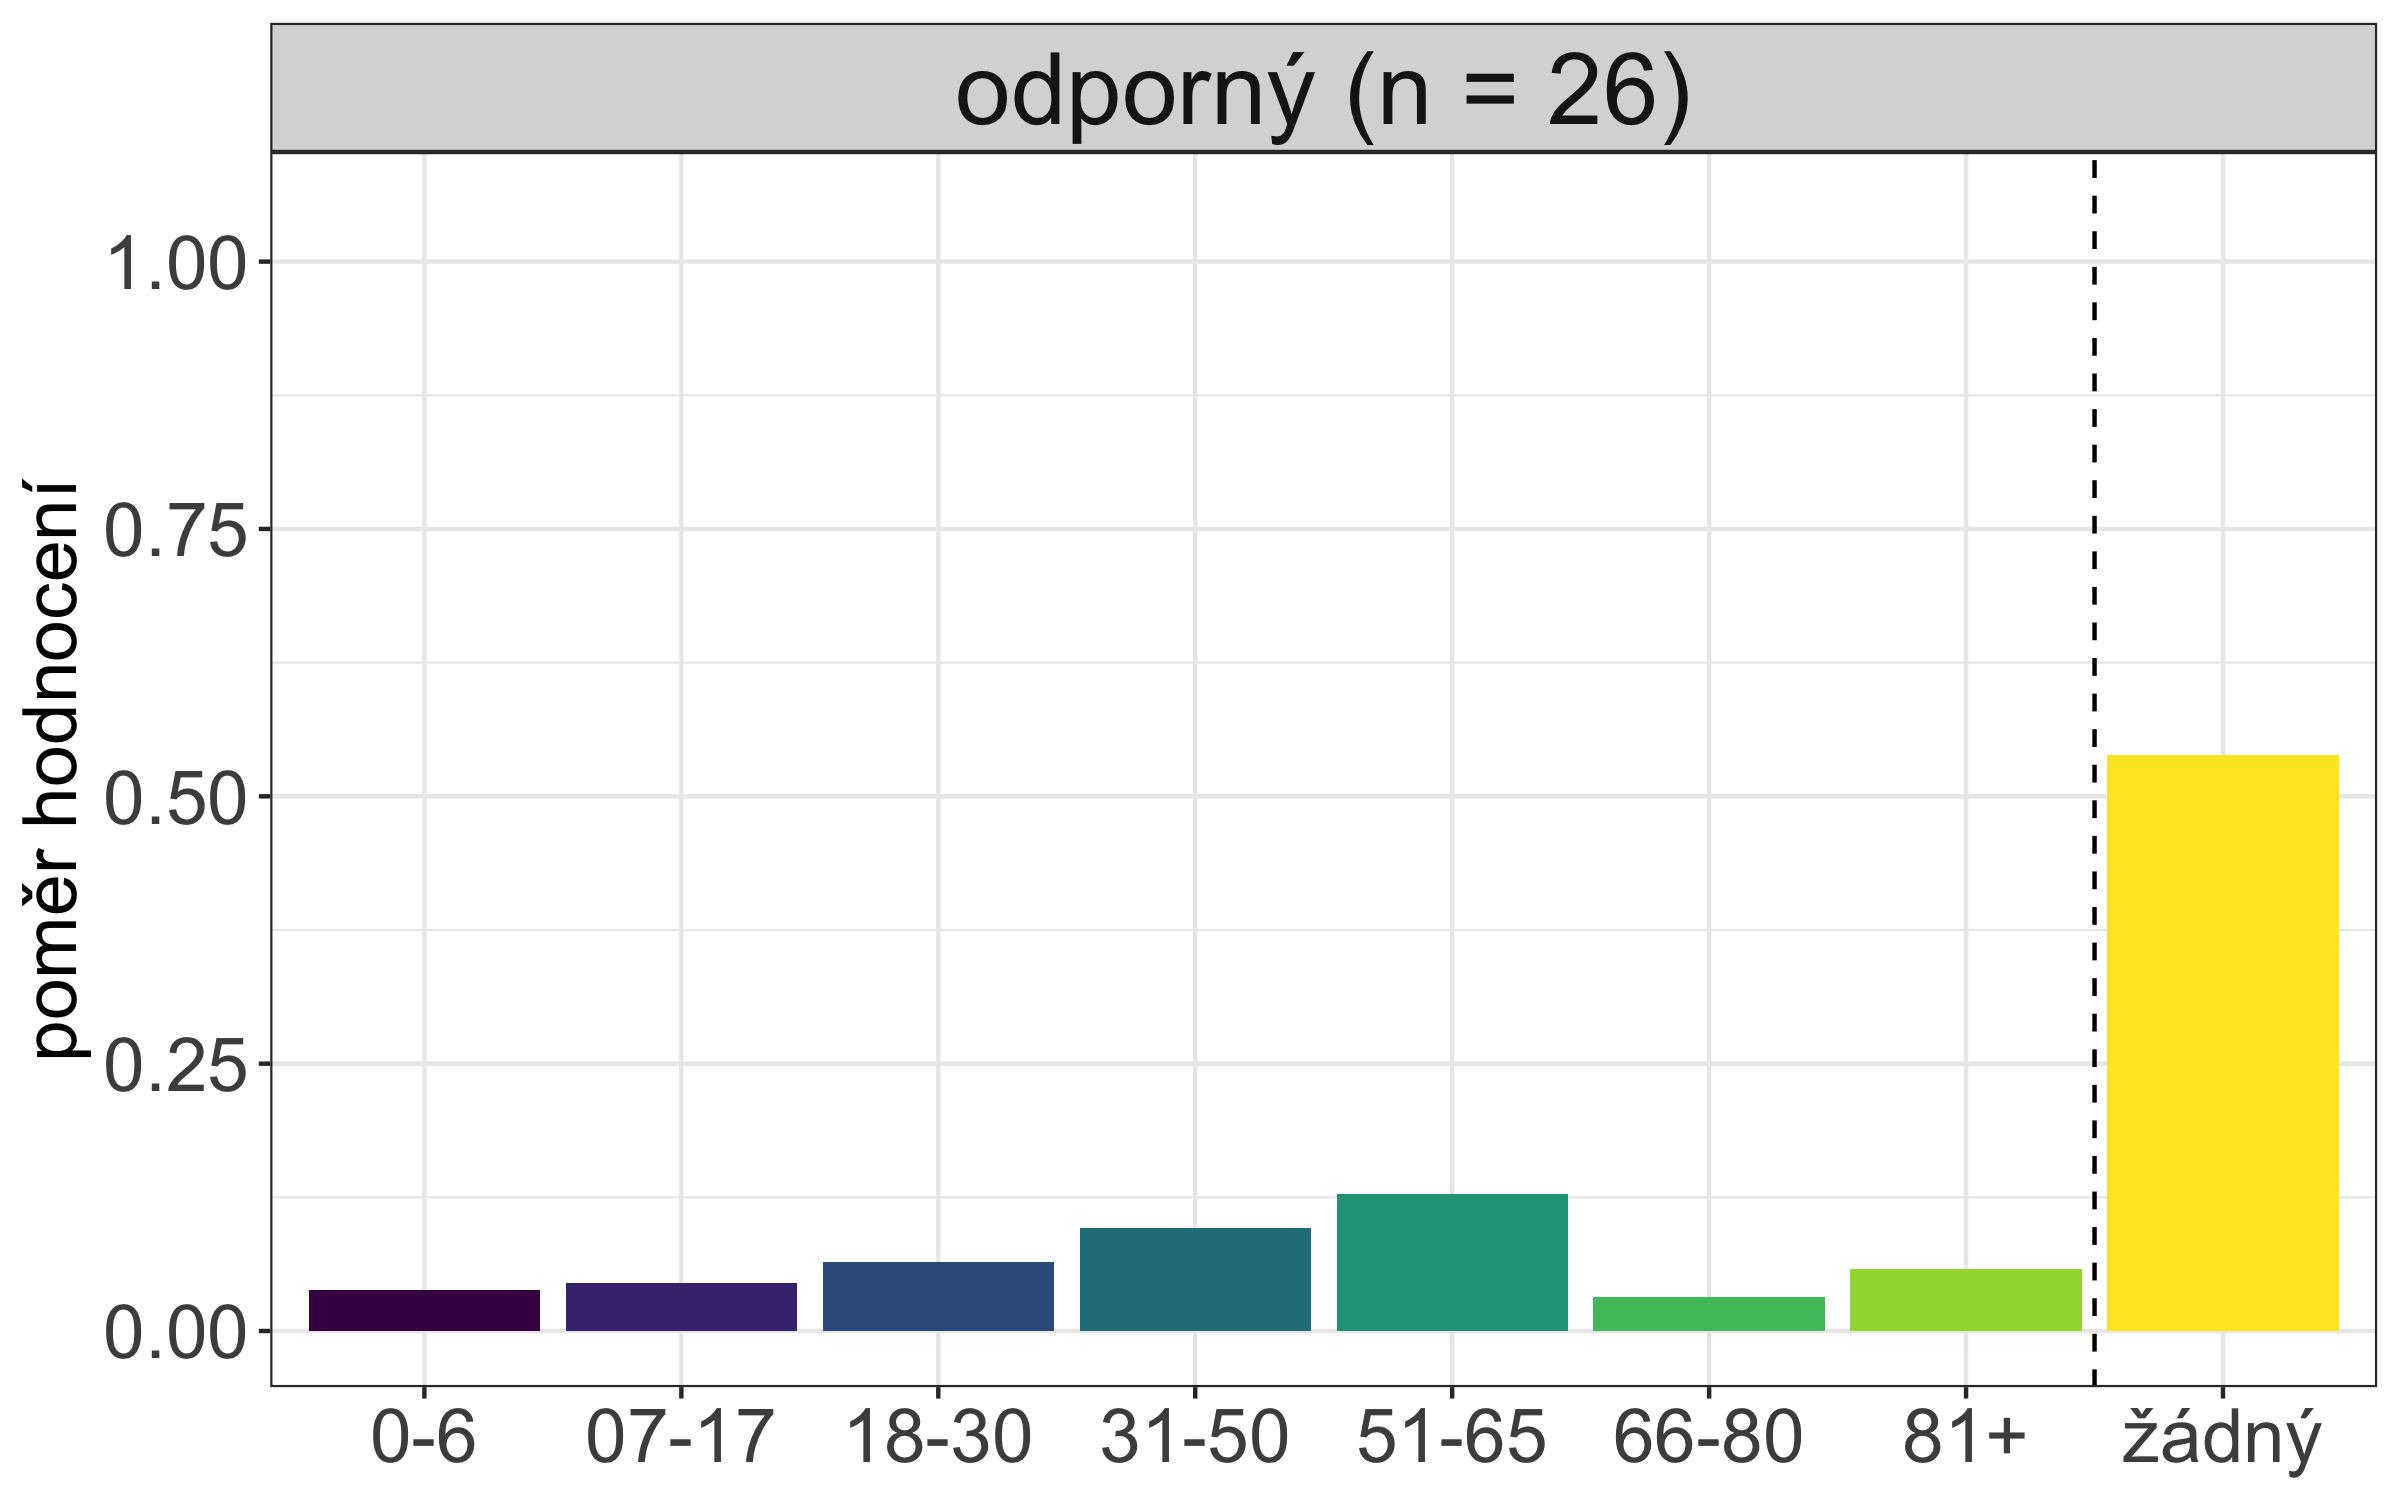 odporný (n = 26)
poměr hodnocení
1.00
0.75
0.50
0.25
0.00
0-6 07-17 18-30 31-50 51-65 66-80 81+ žádný